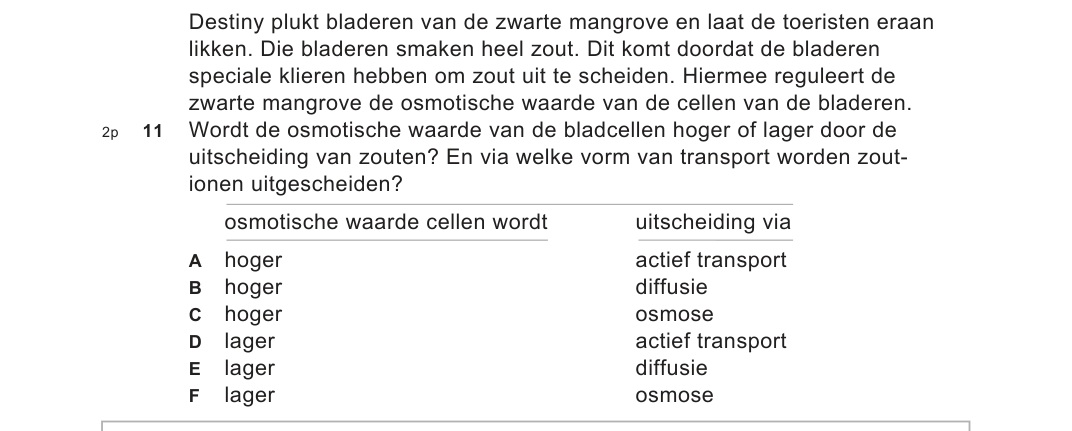 Destiny plukt bladeren van de zwarte mangrove en laat de toeristen eraan
likken. Die bladeren smaken heel zout. Dit komt doordat de bladeren
speciale klieren hebben om zout uit te scheiden. Hiermee reguleert de
zwarte mangrove de osmotische waarde van de cellen van de bladeren.
2p 11 Wordt de osmotische waarde van de bladcellen hoger of lager door de
uitscheiding van zouten? En via welke vorm van transport worden zout-
ionen uitgescheiden?
osmotische waarde cellen wordt uitscheiding via
A hoger actief transport
B hoger diffusie
C hoger osmose
D lager actief transport
E lager diffusie
F lager osmose